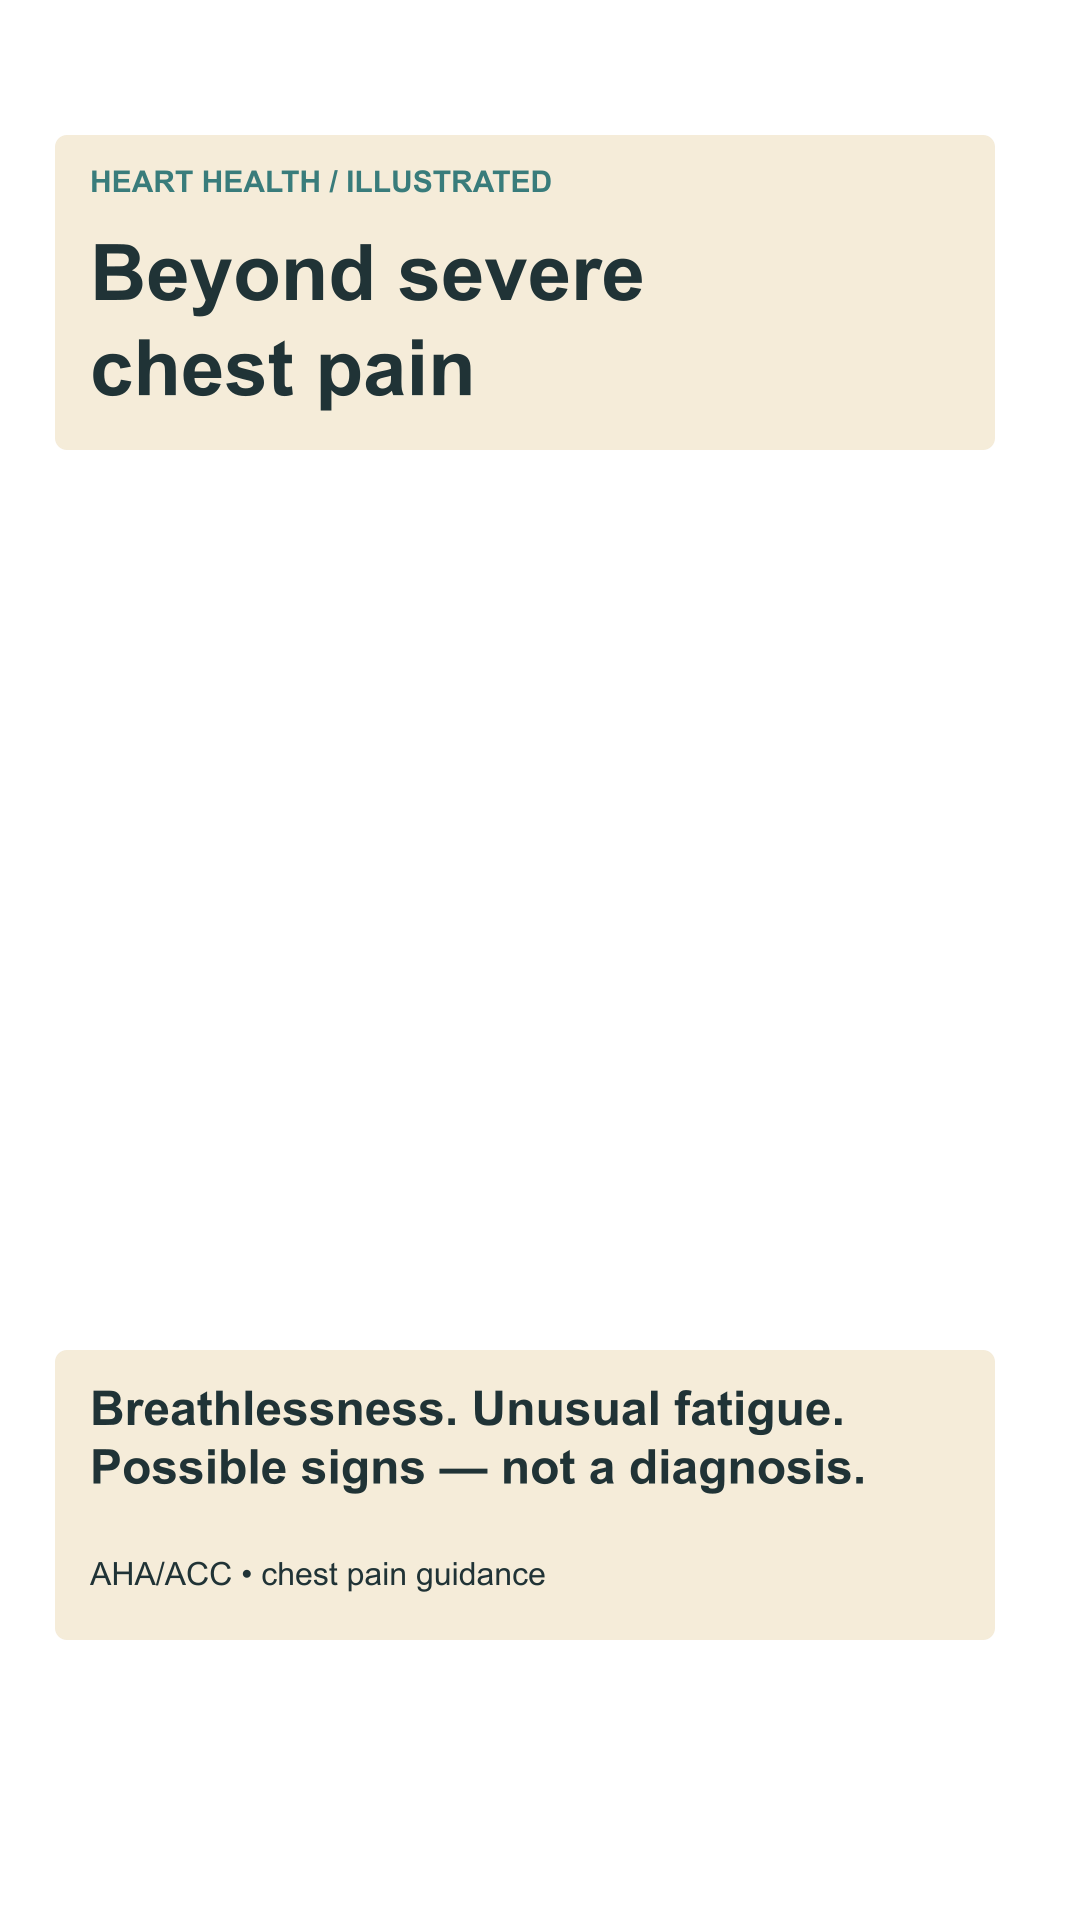 HEART HEALTH / ILLUSTRATED
Beyond severe
chest pain
Breathlessness. Unusual fatigue.
Possible signs — not a diagnosis.
AHA/ACC • chest pain guidance